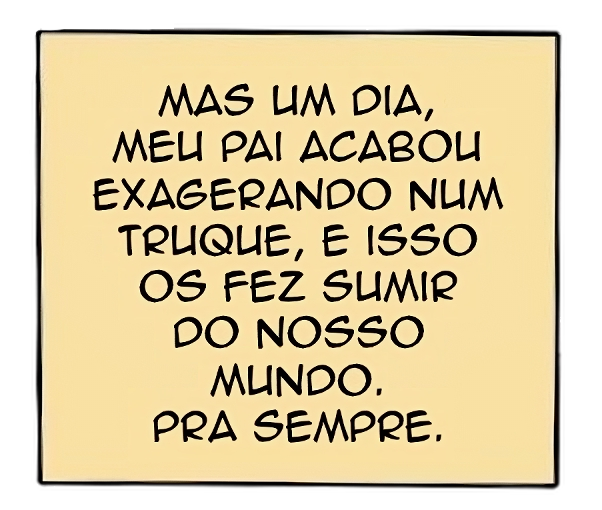 MAS UM DIA,
MEU PAI ACABOU
EXAGERANDO NUM
TRUQUE, E ISSO
OS FEZ SUMIR
DO NOSSO
MUNDO.
PRA SEMPRE.